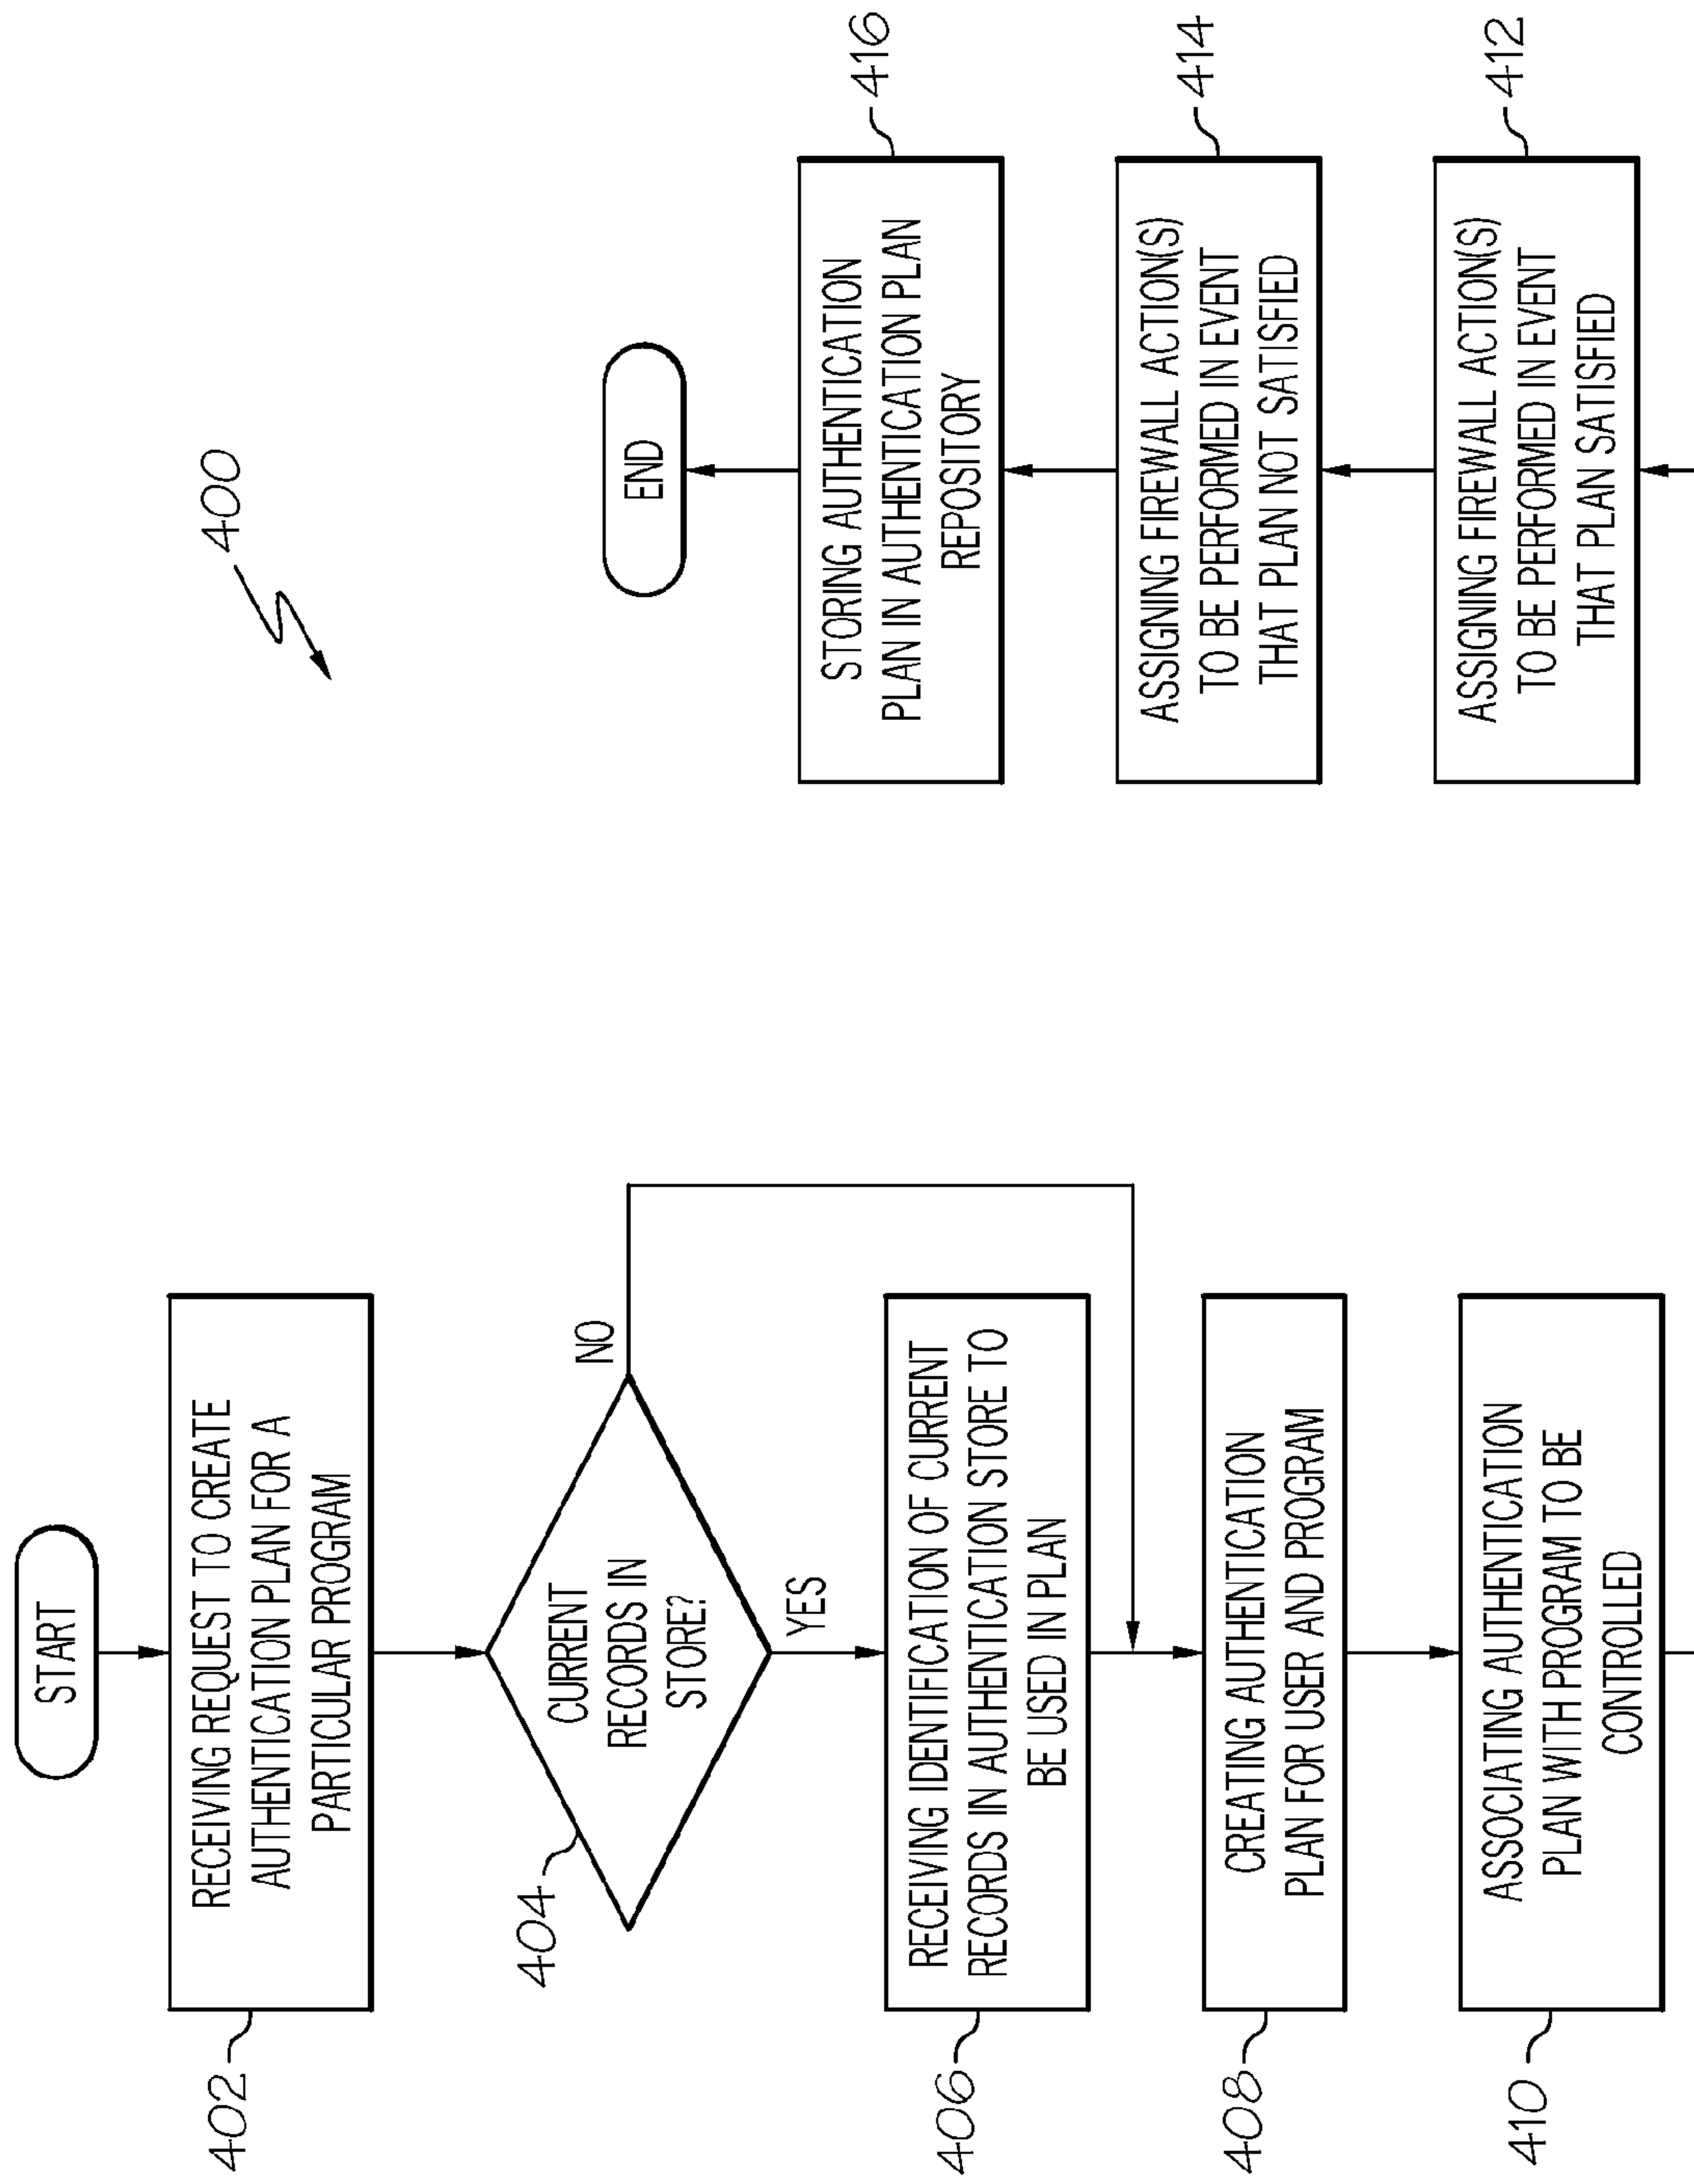 400
START
402
RECEIVING REQUEST TO CREATE
AUTHENTICATION PLAN FOR A
PARTICULAR PROGRAM
404
CURRENT
RECORDS IN
STORE?
NO
YES
406
RECEIVING IDENTIFICATION OF CURRENT
RECORDS IN AUTHENTICATION STORE TO
BE USED IN PLAN
408
CREATING AUTHENTICATION
PLAN FOR USER AND PROGRAM
410
ASSOCIATING AUTHENTICATION
PLAN WITH PROGRAM TO BE
CONTROLLED
412
ASSIGNING FIREWALL ACTION(S)
TO BE PERFORMED IN EVENT
THAT PLAN SATISFIED
414
ASSIGNING FIREWALL ACTION(S)
TO BE PERFORMED IN EVENT
THAT PLAN NOT SATISFIED
416
STORING AUTHENTICATION
PLAN IN AUTHENTICATION PLAN
REPOSITORY
END